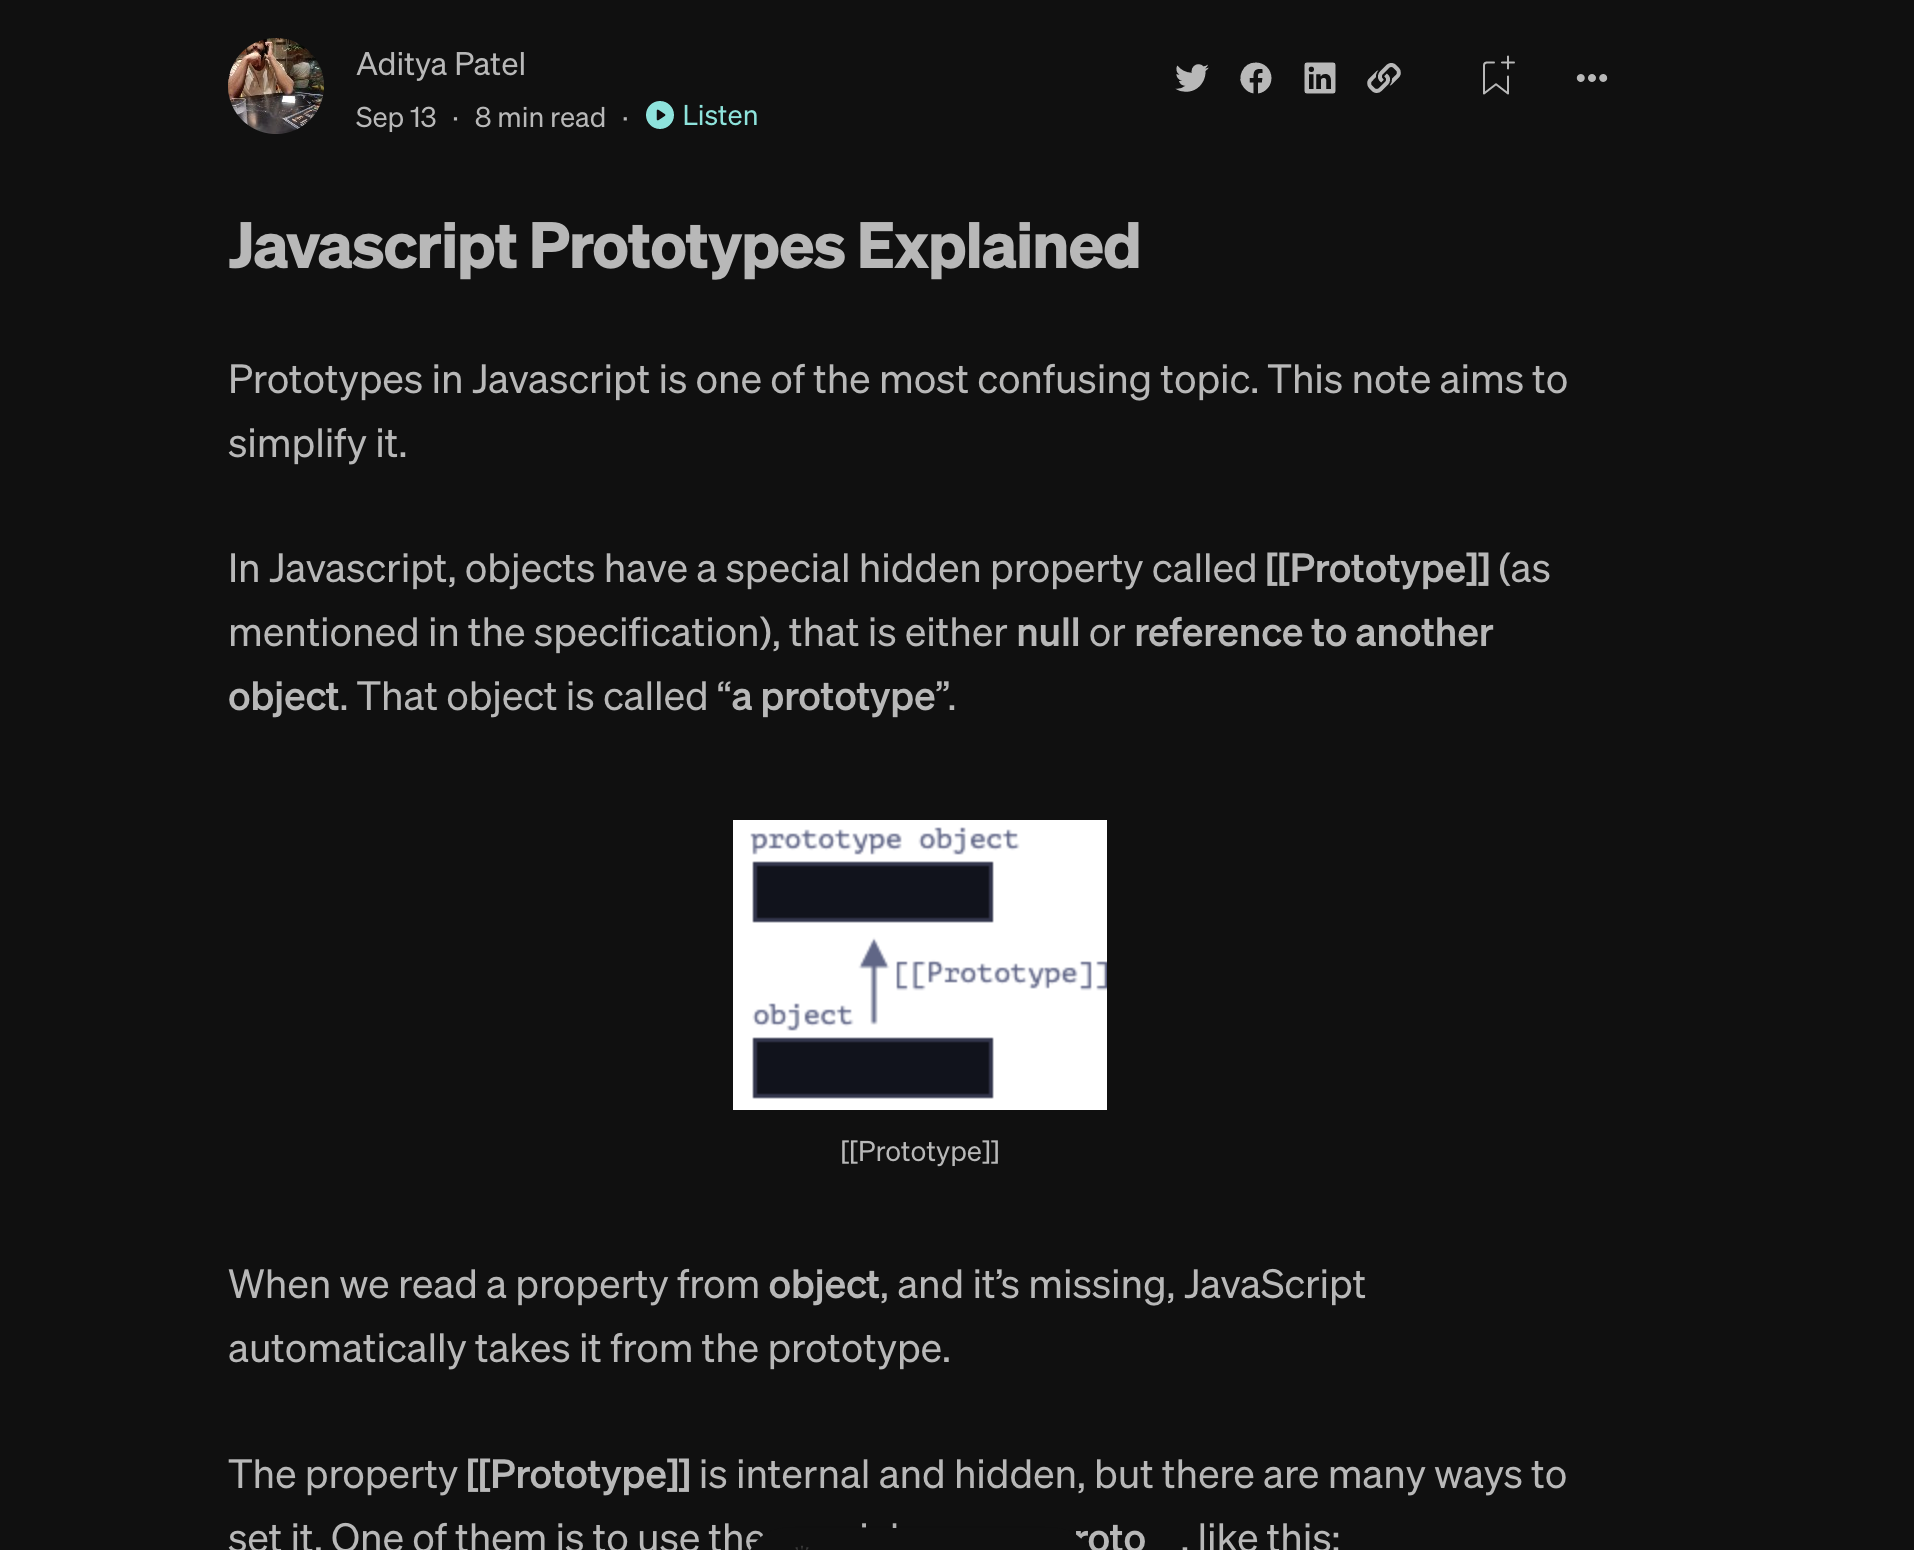 Aditya Patel
Sep 13 · 8 min read · Listen
Javascript Prototypes Explained
Prototypes in Javascript is one of the most confusing topic. This note aims to
simplify it.
In Javascript, objects have a special hidden property called [[Prototype]] (as
mentioned in the specification), that is either null or reference to another
object. That object is called “a prototype”.
prototype object
[[Prototype]]
object
[[Prototype]]
When we read a property from object, and it’s missing, JavaScript
automatically takes it from the prototype.
The property [[Prototype]] is internal and hidden, but there are many ways to
set it. One of them is to use the roto , like this: